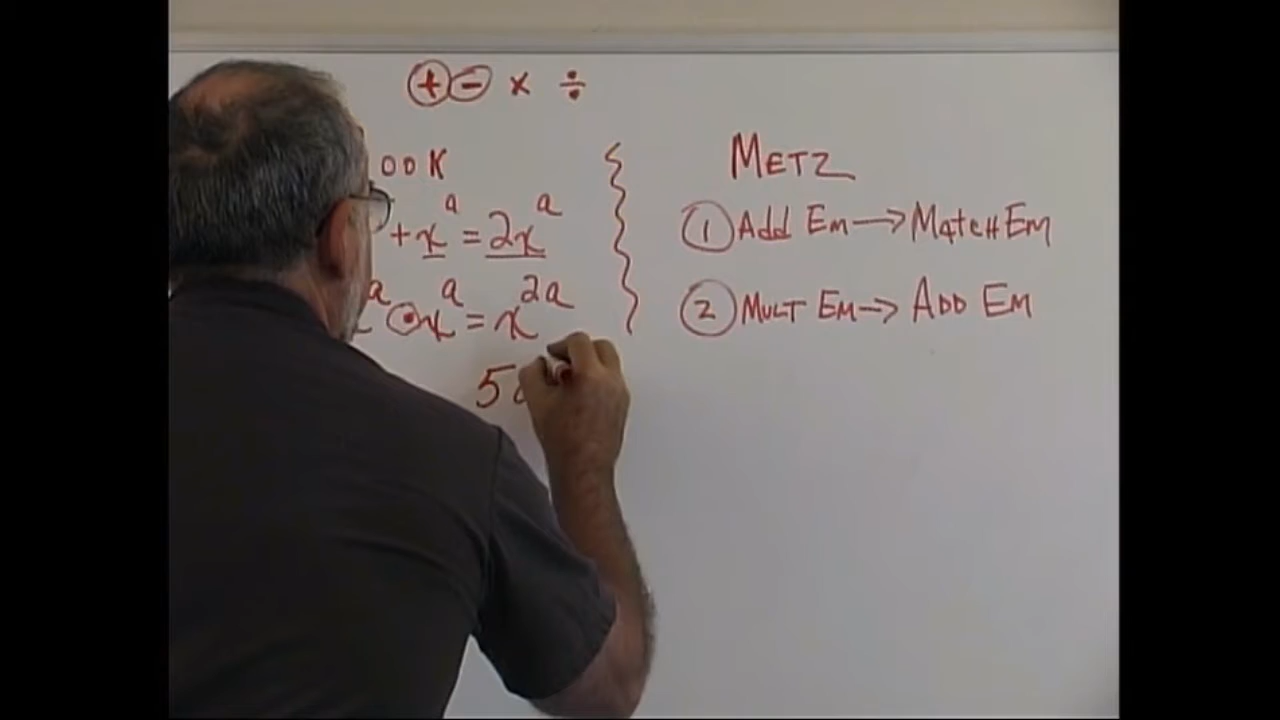 + - × ÷
OOK
+ x^a = 2x^a
a • x^a = x^2a
5
METZ
① Add Em → Match Em
② Mult Em → Add Em